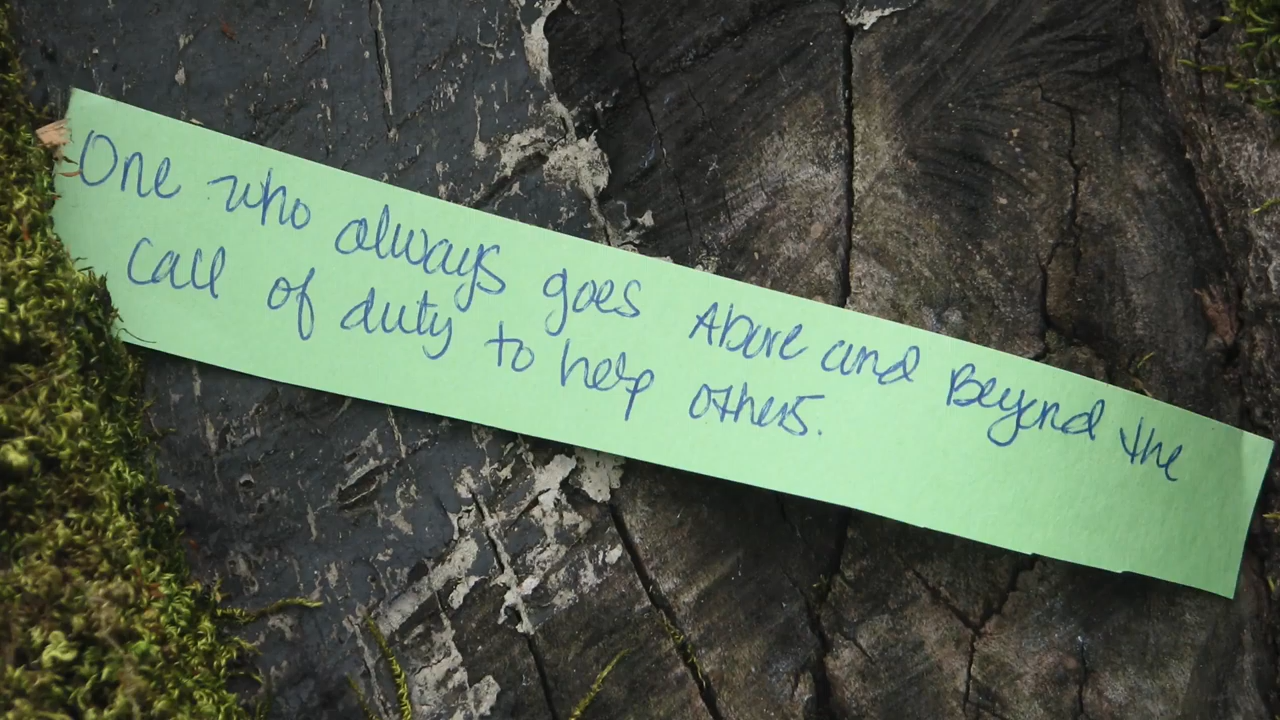 One who always goes Above and Beyond the
call of duty to help others.